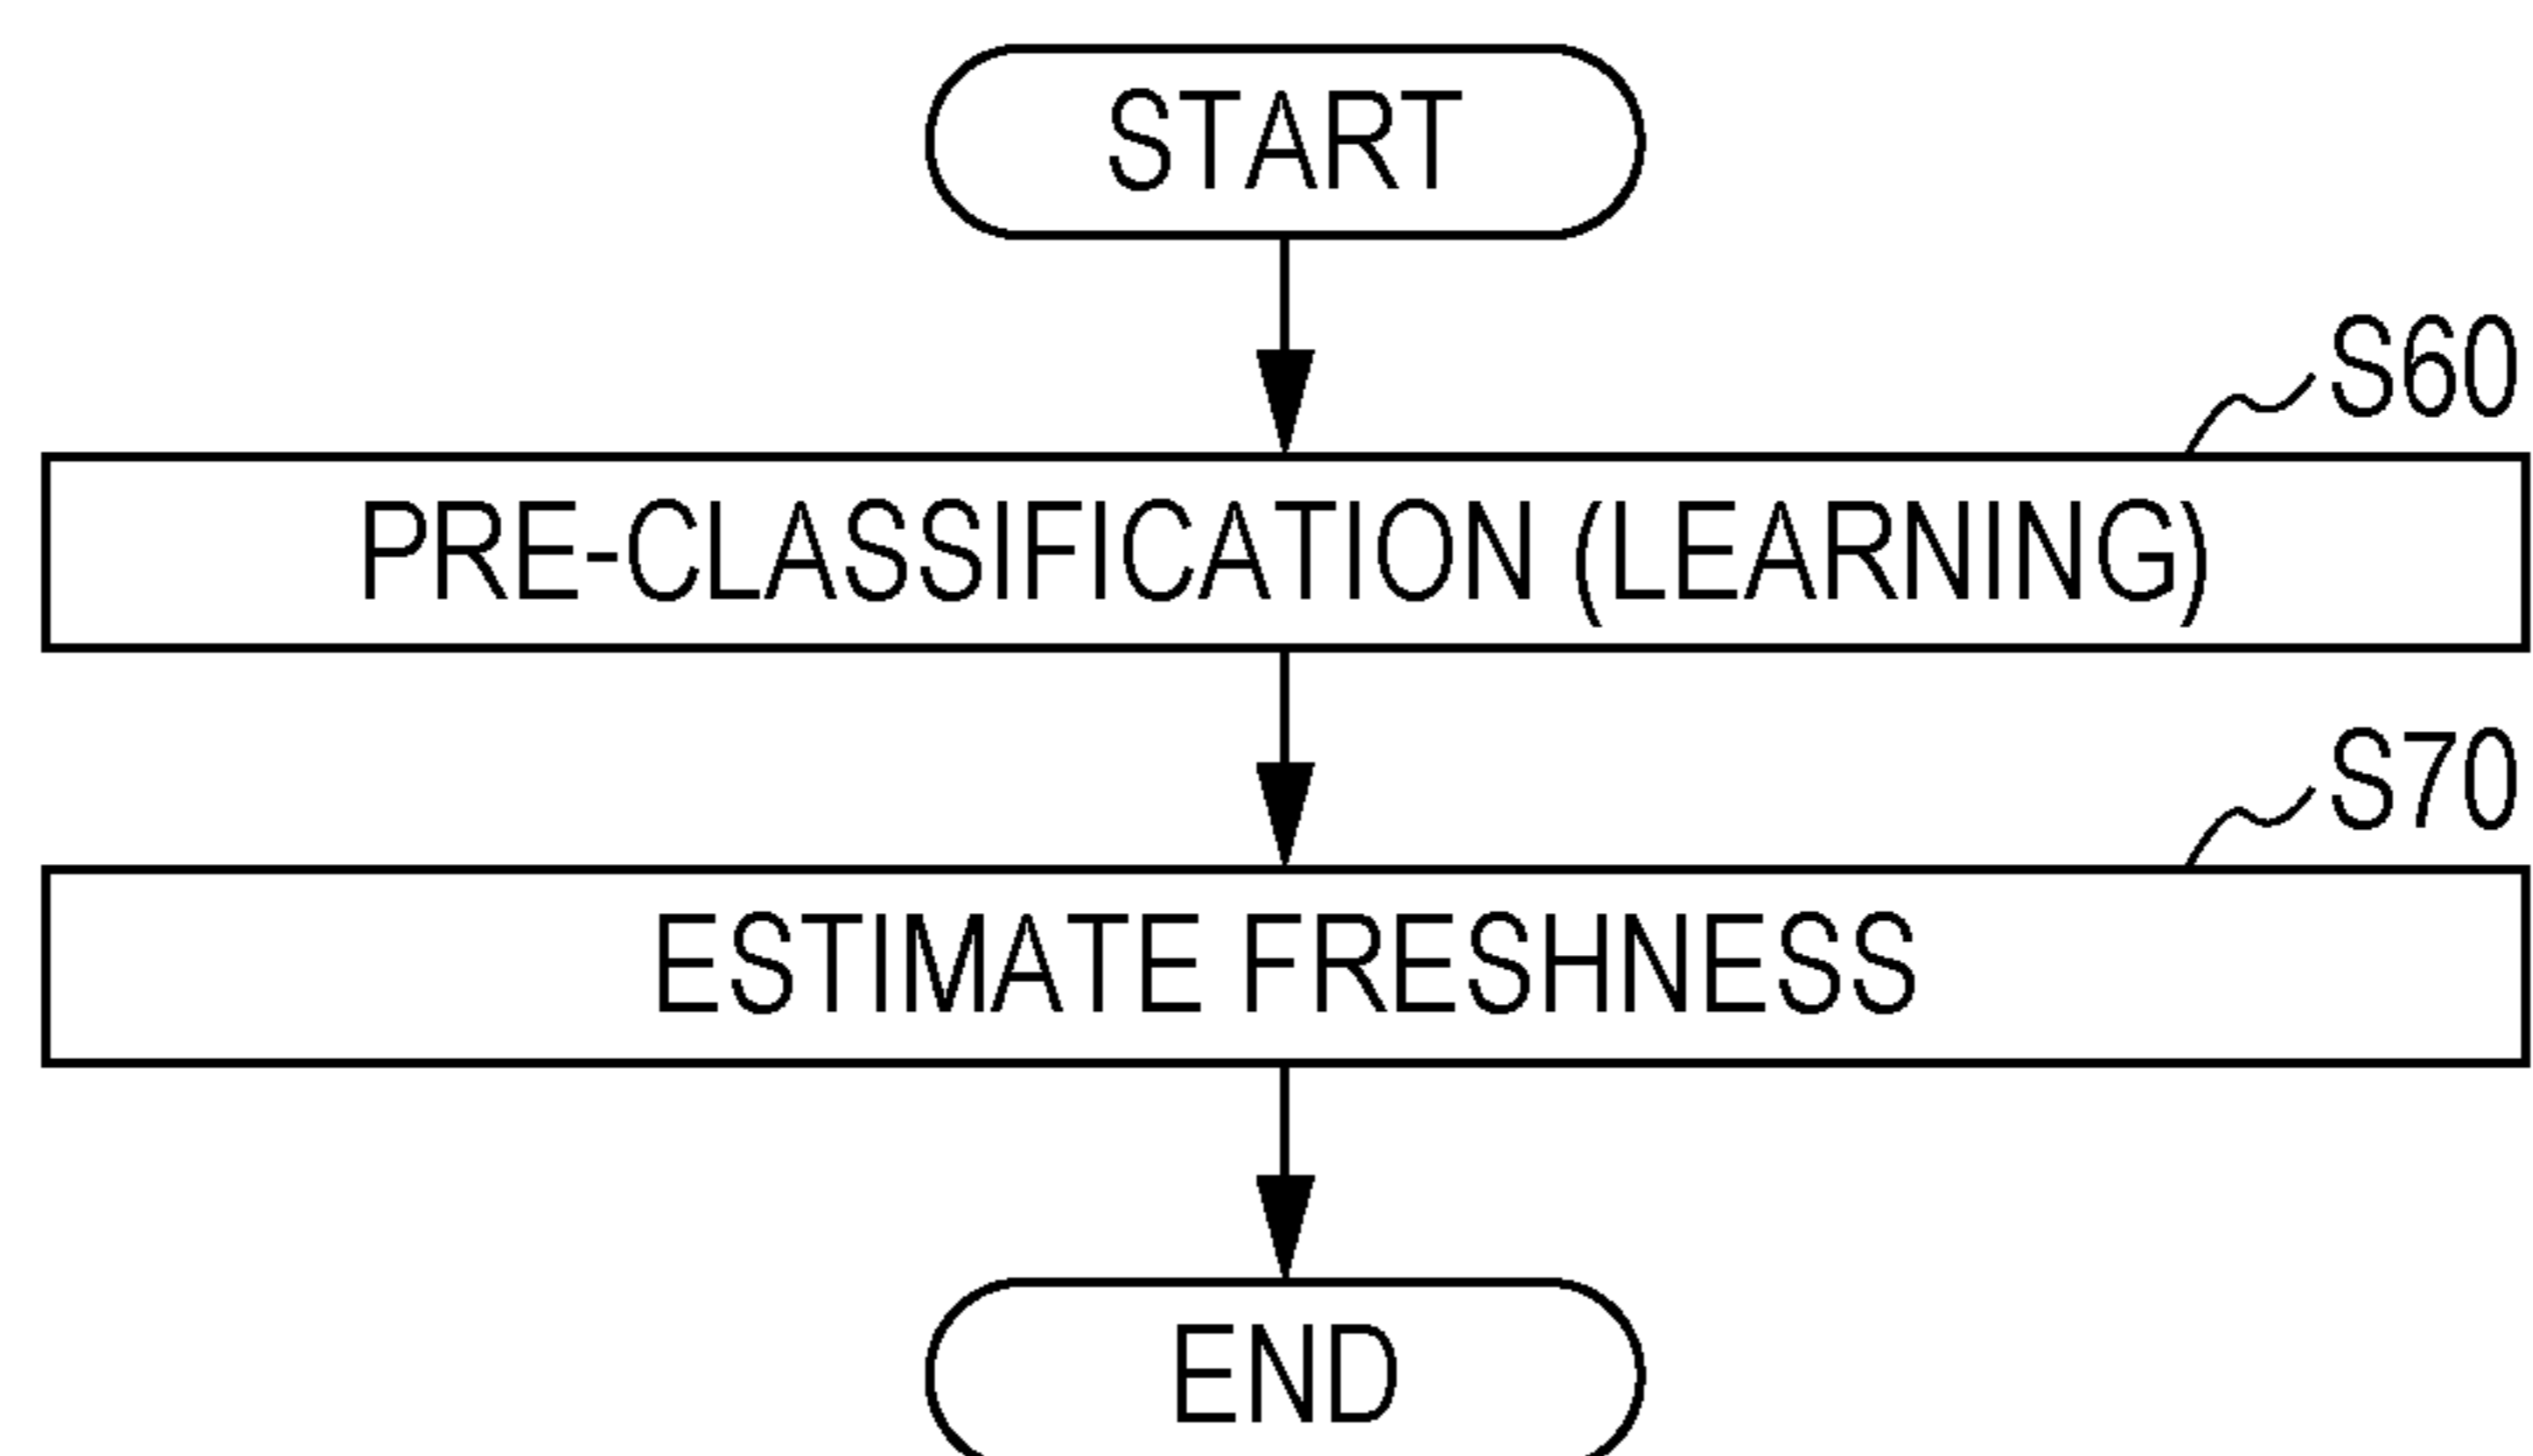 START
S60
PRE-CLASSIFICATION (LEARNING)
S70
ESTIMATE FRESHNESS
END